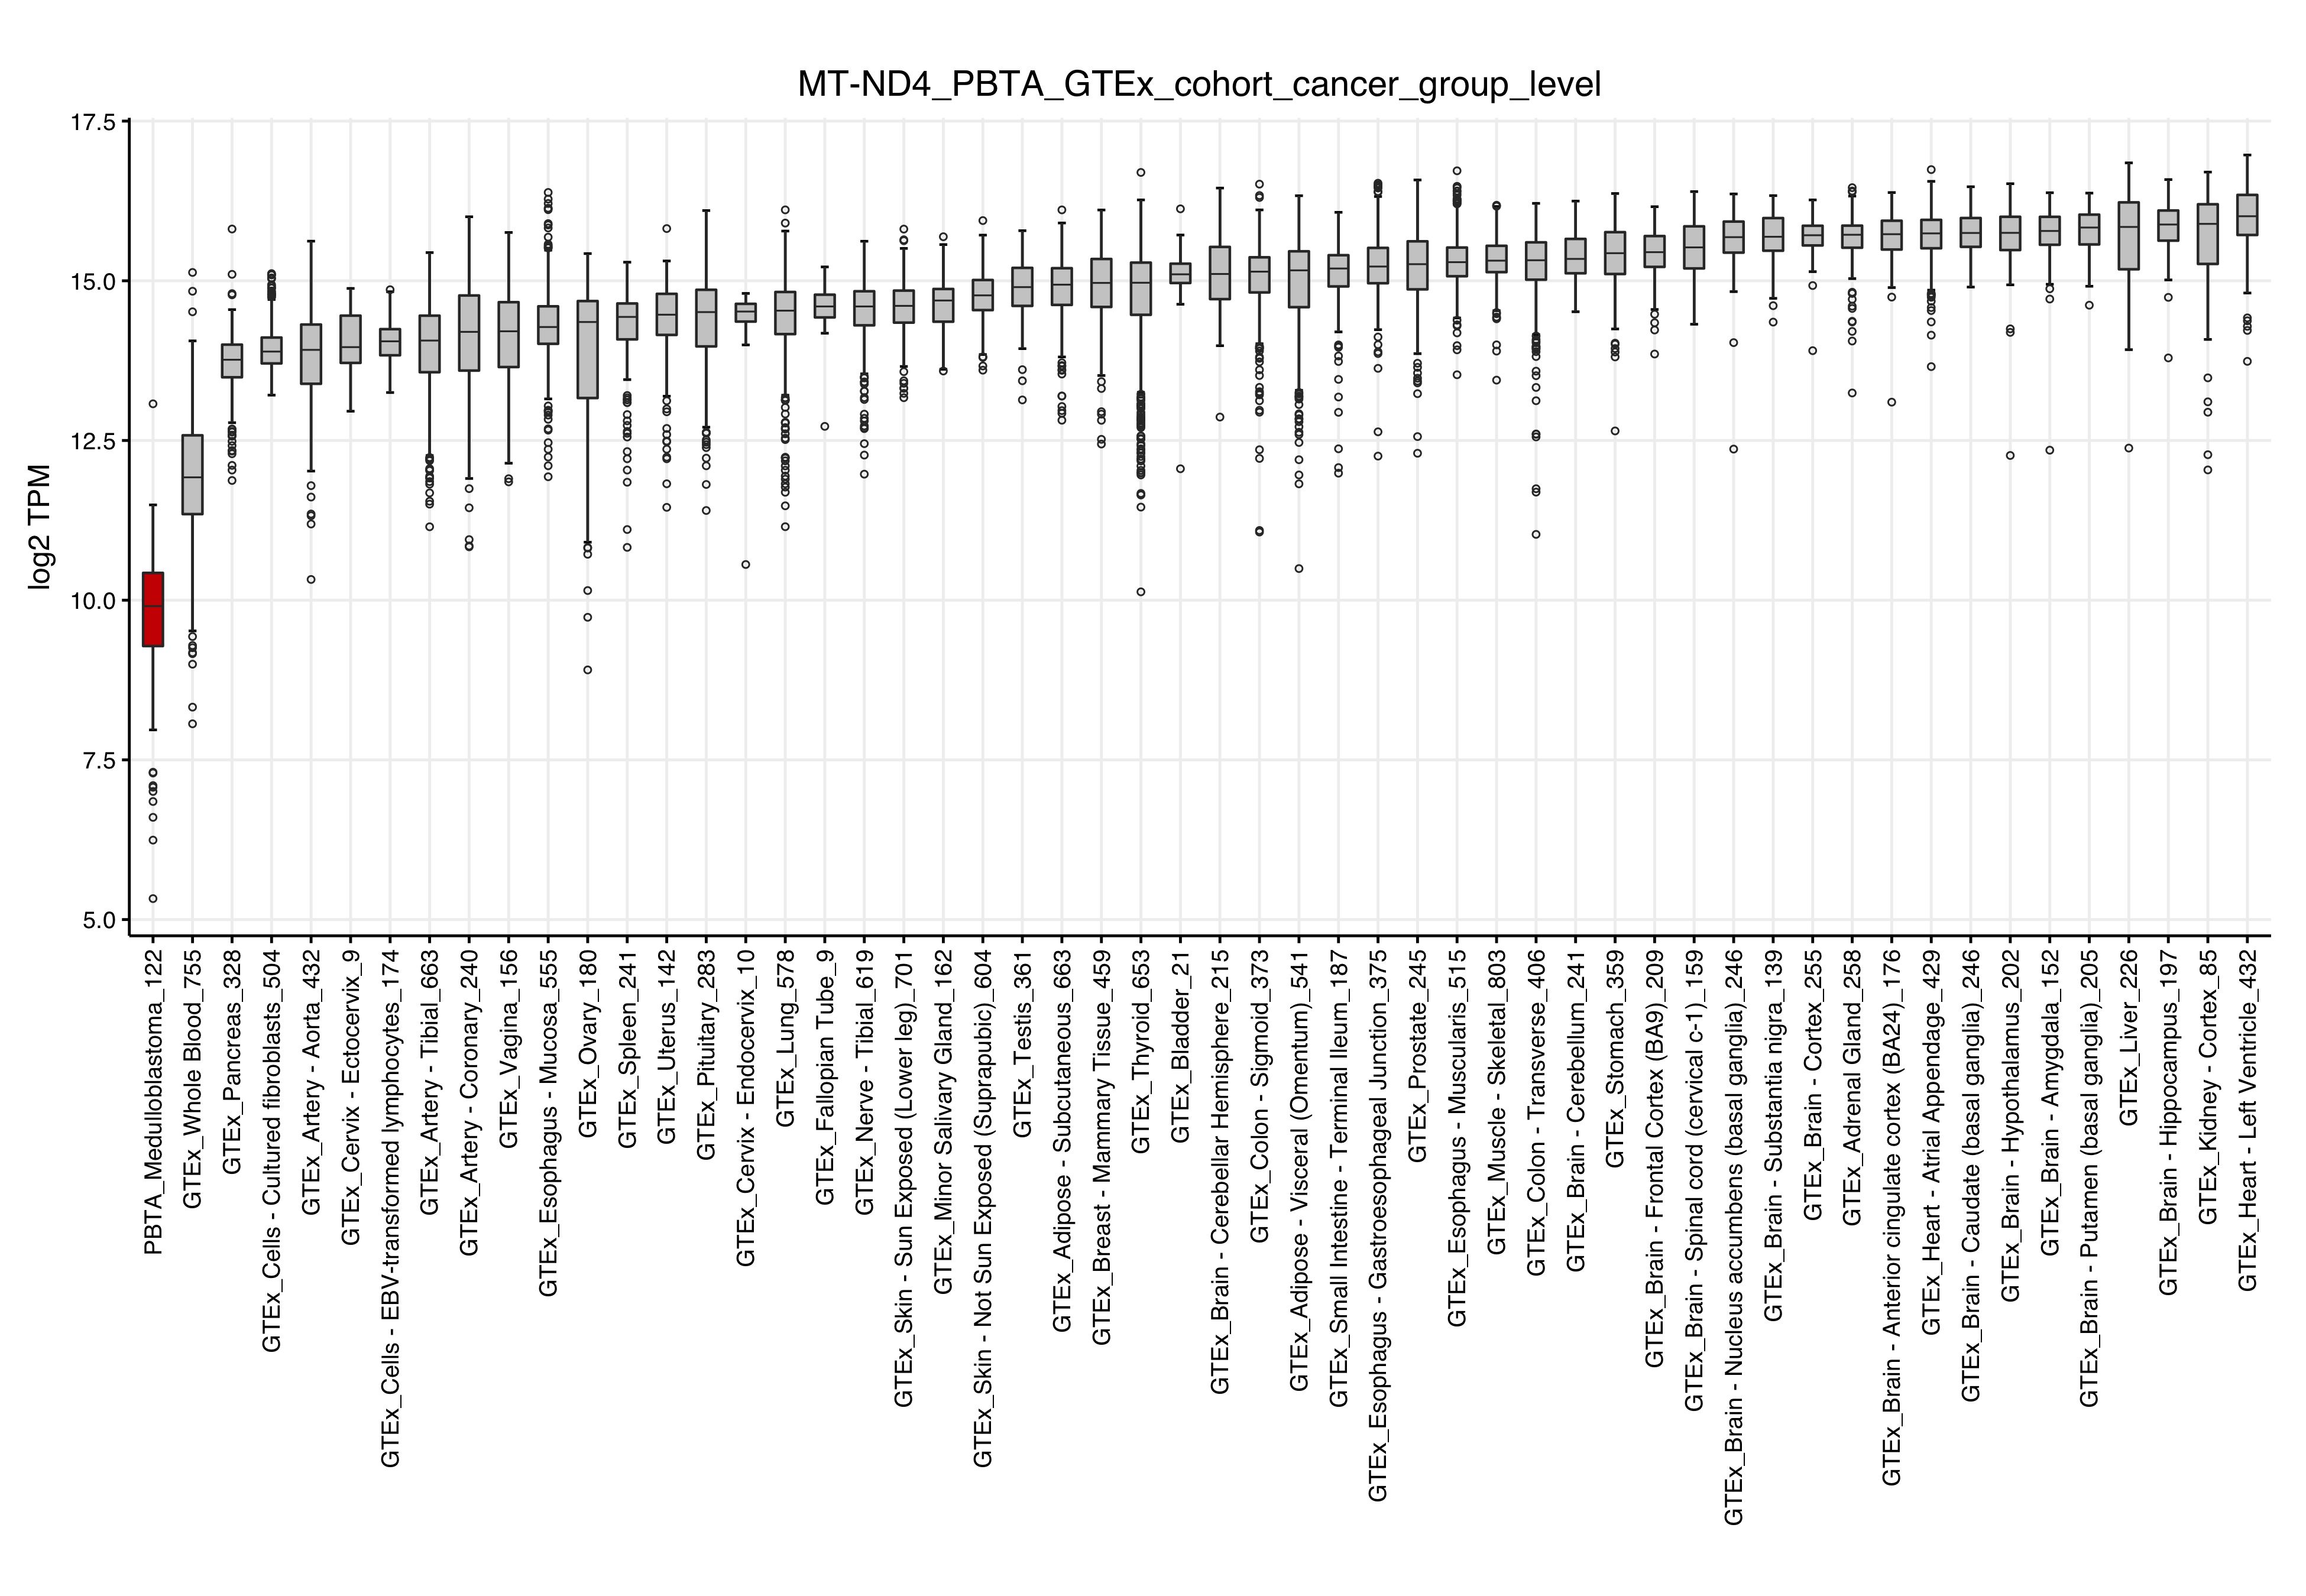 MT-ND4_PBTA_GTEx_cohort_cancer_group_level
log2 TPM
17.5
15.0
12.5
10.0
7.5
5.0
PBTA_Medulloblastoma_122
GTEx_Whole Blood_755
GTEx_Pancreas_328
GTEx_Cells - Cultured fibroblasts_504
GTEx_Artery - Aorta_432
GTEx_Cervix - Ectocervix_9
GTEx_Cells - EBV-transformed lymphocytes_174
GTEx_Artery - Tibial_663
GTEx_Artery - Coronary_240
GTEx_Vagina_156
GTEx_Esophagus - Mucosa_555
GTEx_Ovary_180
GTEx_Spleen_241
GTEx_Uterus_142
GTEx_Pituitary_283
GTEx_Cervix - Endocervix_10
GTEx_Lung_578
GTEx_Fallopian Tube_9
GTEx_Nerve - Tibial_619
GTEx_Skin - Sun Exposed (Lower leg)_701
GTEx_Minor Salivary Gland_162
GTEx_Skin - Not Sun Exposed (Suprapubic)_604
GTEx_Testis_361
GTEx_Adipose - Subcutaneous_663
GTEx_Breast - Mammary Tissue_459
GTEx_Thyroid_653
GTEx_Bladder_21
GTEx_Brain - Cerebellar Hemisphere_215
GTEx_Colon - Sigmoid_373
GTEx_Adipose - Visceral (Omentum)_541
GTEx_Small Intestine - Terminal Ileum_187
GTEx_Esophagus - Gastroesophageal Junction_375
GTEx_Prostate_245
GTEx_Esophagus - Muscularis_515
GTEx_Muscle - Skeletal_803
GTEx_Colon - Transverse_406
GTEx_Brain - Cerebellum_241
GTEx_Stomach_359
GTEx_Brain - Frontal Cortex (BA9)_209
GTEx_Brain - Spinal cord (cervical c-1)_159
GTEx_Brain - Nucleus accumbens (basal ganglia)_246
GTEx_Brain - Substantia nigra_139
GTEx_Brain - Cortex_255
GTEx_Adrenal Gland_258
GTEx_Brain - Anterior cingulate cortex (BA24)_176
GTEx_Heart - Atrial Appendage_429
GTEx_Brain - Caudate (basal ganglia)_246
GTEx_Brain - Hypothalamus_202
GTEx_Brain - Amygdala_152
GTEx_Brain - Putamen (basal ganglia)_205
GTEx_Liver_226
GTEx_Brain - Hippocampus_197
GTEx_Kidney - Cortex_85
GTEx_Heart - Left Ventricle_432